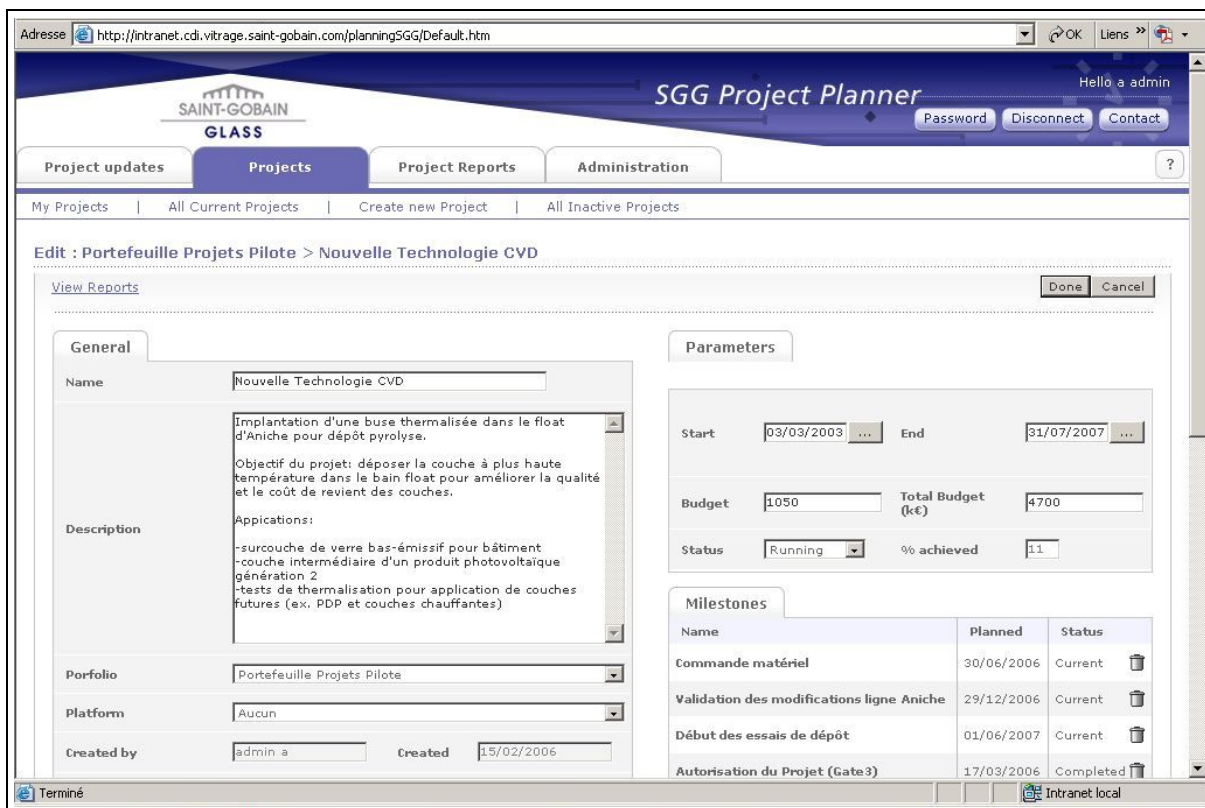 Adresse http://intranet.cdi.vitrage.saint-gobain.com/planningSGG/Default.htm OK Liens »
SAINT-GOBAIN
GLASS
SGG Project Planner
Hello a admin
Password Disconnect Contact
Project updates Projects Project Reports Administration ?
My Projects | All Current Projects | Create new Project | All Inactive Projects
Edit : Portefeuille Projets Pilote > Nouvelle Technologie CVD
View Reports Done Cancel
General
Name Nouvelle Technologie CVD
Description
Implantation d'une buse thermalisée dans le float
d'Aniche pour dépôt pyrolyse.
Objectif du projet: déposer la couche à plus haute
température dans le bain float pour améliorer la qualité
et le coût de revient des couches.
Appications:
-surcouche de verre bas-émissif pour bâtiment
-couche intermédiaire d'un produit photovoltaïque
génération 2
-tests de thermalisation pour application de couches
futures (ex. PDP et couches chauffantes)
Porfolio Portefeuille Projets Pilote
Platform Aucun
Created by admin a Created 15/02/2006
Parameters
Start 03/03/2003 ... End 31/07/2007 ...
Budget 1050 Total Budget
(k€) 4700
Status Running % achieved 11
Milestones
Name Planned Status
Commande matériel 30/06/2006 Current
Validation des modifications ligne Aniche 29/12/2006 Current
Début des essais de dépôt 01/06/2007 Current
Autorisation du Projet (Gate3) 17/03/2006 Completed
Terminé Intranet local